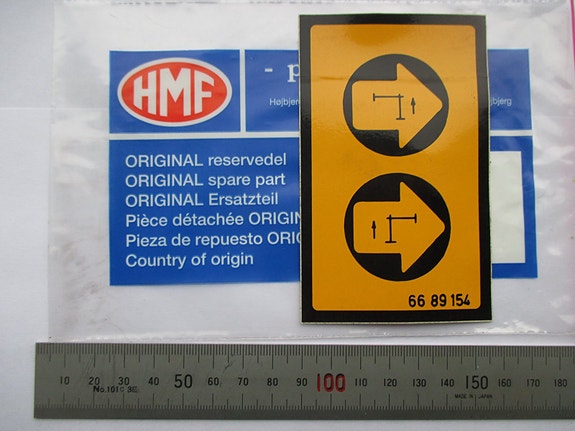 HMF
- p
Højbjerg
bjerg
ORIGINAL reservedel
ORIGINAL spare part
ORIGINAL Ersatzteil
Pièce détachée ORIGIN
Pieza de repuesto ORIG
Country of origin
66 89 154
10 20 30 40 50 60 70 80 90 100 110 120 130 140 150 160 170 180
MADE IN JAPAN